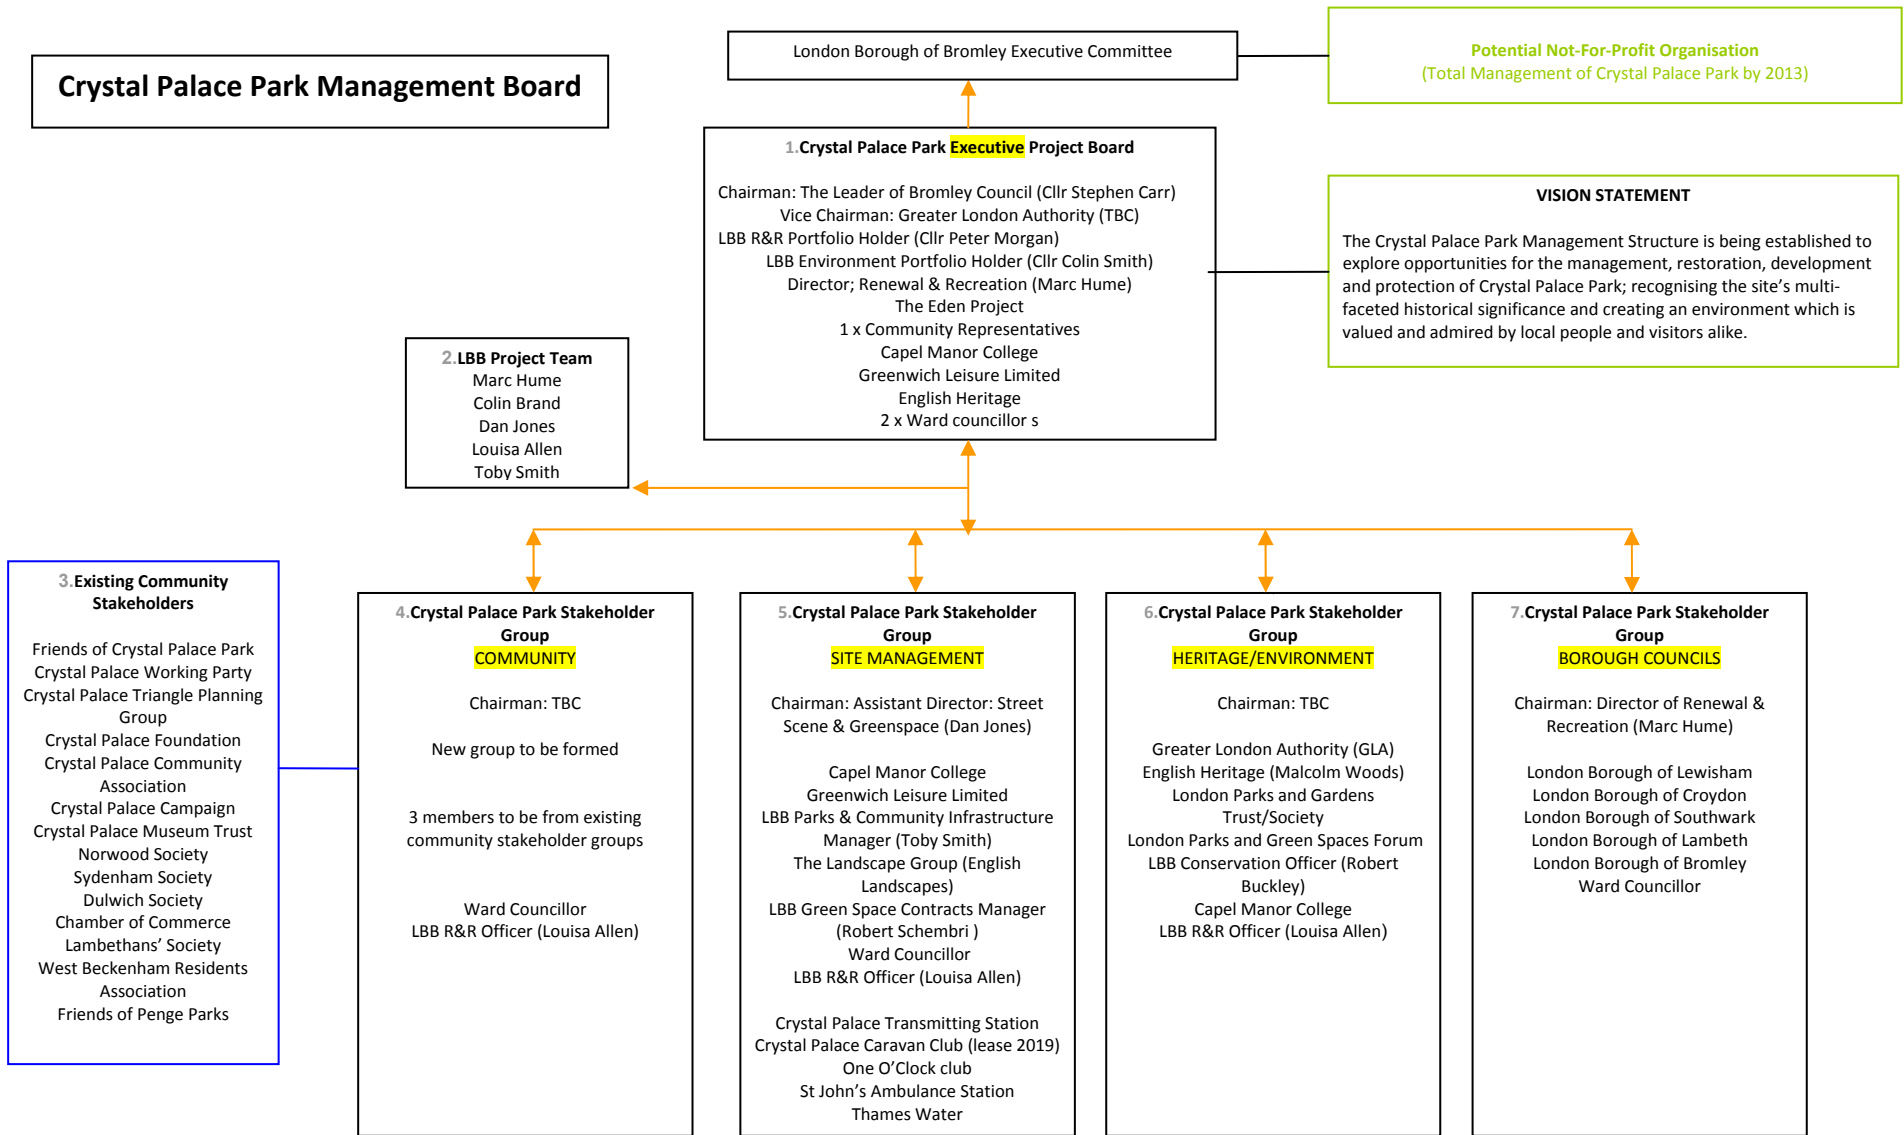 Crystal Palace Park Management Board
London Borough of Bromley Executive Committee
Potential Not-For-Profit Organisation
(Total Management of Crystal Palace Park by 2013)
1.Crystal Palace Park Executive Project Board
Chairman: The Leader of Bromley Council (Cllr Stephen Carr)
Vice Chairman: Greater London Authority (TBC)
LBB R&R Portfolio Holder (Cllr Peter Morgan)
LBB Environment Portfolio Holder (Cllr Colin Smith)
Director; Renewal & Recreation (Marc Hume)
The Eden Project
1 x Community Representatives
Capel Manor College
Greenwich Leisure Limited
English Heritage
2 x Ward councillor s
VISION STATEMENT
The Crystal Palace Park Management Structure is being established to
explore opportunities for the management, restoration, development
and protection of Crystal Palace Park; recognising the site’s multi-
faceted historical significance and creating an environment which is
valued and admired by local people and visitors alike.
2.LBB Project Team
Marc Hume
Colin Brand
Dan Jones
Louisa Allen
Toby Smith
3.Existing Community
Stakeholders
Friends of Crystal Palace Park
Crystal Palace Working Party
Crystal Palace Triangle Planning
Group
Crystal Palace Foundation
Crystal Palace Community
Association
Crystal Palace Campaign
Crystal Palace Museum Trust
Norwood Society
Sydenham Society
Dulwich Society
Chamber of Commerce
Lambethans’ Society
West Beckenham Residents
Association
Friends of Penge Parks
4.Crystal Palace Park Stakeholder
Group
COMMUNITY
Chairman: TBC
New group to be formed
3 members to be from existing
community stakeholder groups
Ward Councillor
LBB R&R Officer (Louisa Allen)
5.Crystal Palace Park Stakeholder
Group
SITE MANAGEMENT
Chairman: Assistant Director: Street
Scene & Greenspace (Dan Jones)
Capel Manor College
Greenwich Leisure Limited
LBB Parks & Community Infrastructure
Manager (Toby Smith)
The Landscape Group (English
Landscapes)
LBB Green Space Contracts Manager
(Robert Schembri )
Ward Councillor
LBB R&R Officer (Louisa Allen)
Crystal Palace Transmitting Station
Crystal Palace Caravan Club (lease 2019)
One O’Clock club
St John’s Ambulance Station
Thames Water
6.Crystal Palace Park Stakeholder
Group
HERITAGE/ENVIRONMENT
Chairman: TBC
Greater London Authority (GLA)
English Heritage (Malcolm Woods)
London Parks and Gardens
Trust/Society
London Parks and Green Spaces Forum
LBB Conservation Officer (Robert
Buckley)
Capel Manor College
LBB R&R Officer (Louisa Allen)
7.Crystal Palace Park Stakeholder
Group
BOROUGH COUNCILS
Chairman: Director of Renewal &
Recreation (Marc Hume)
London Borough of Lewisham
London Borough of Croydon
London Borough of Southwark
London Borough of Lambeth
London Borough of Bromley
Ward Councillor